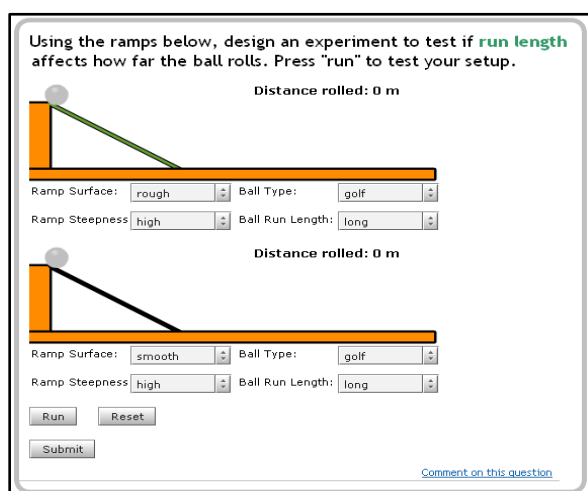 Using the ramps below, design an experiment to test if run length
affects how far the ball rolls. Press "run" to test your setup.
Distance rolled: 0 m
Ramp Surface: rough Ball Type: golf
Ramp Steepness high Ball Run Length: long
Distance rolled: 0 m
Ramp Surface: smooth Ball Type: golf
Ramp Steepness high Ball Run Length: long
Run Reset
Submit
Comment on this question